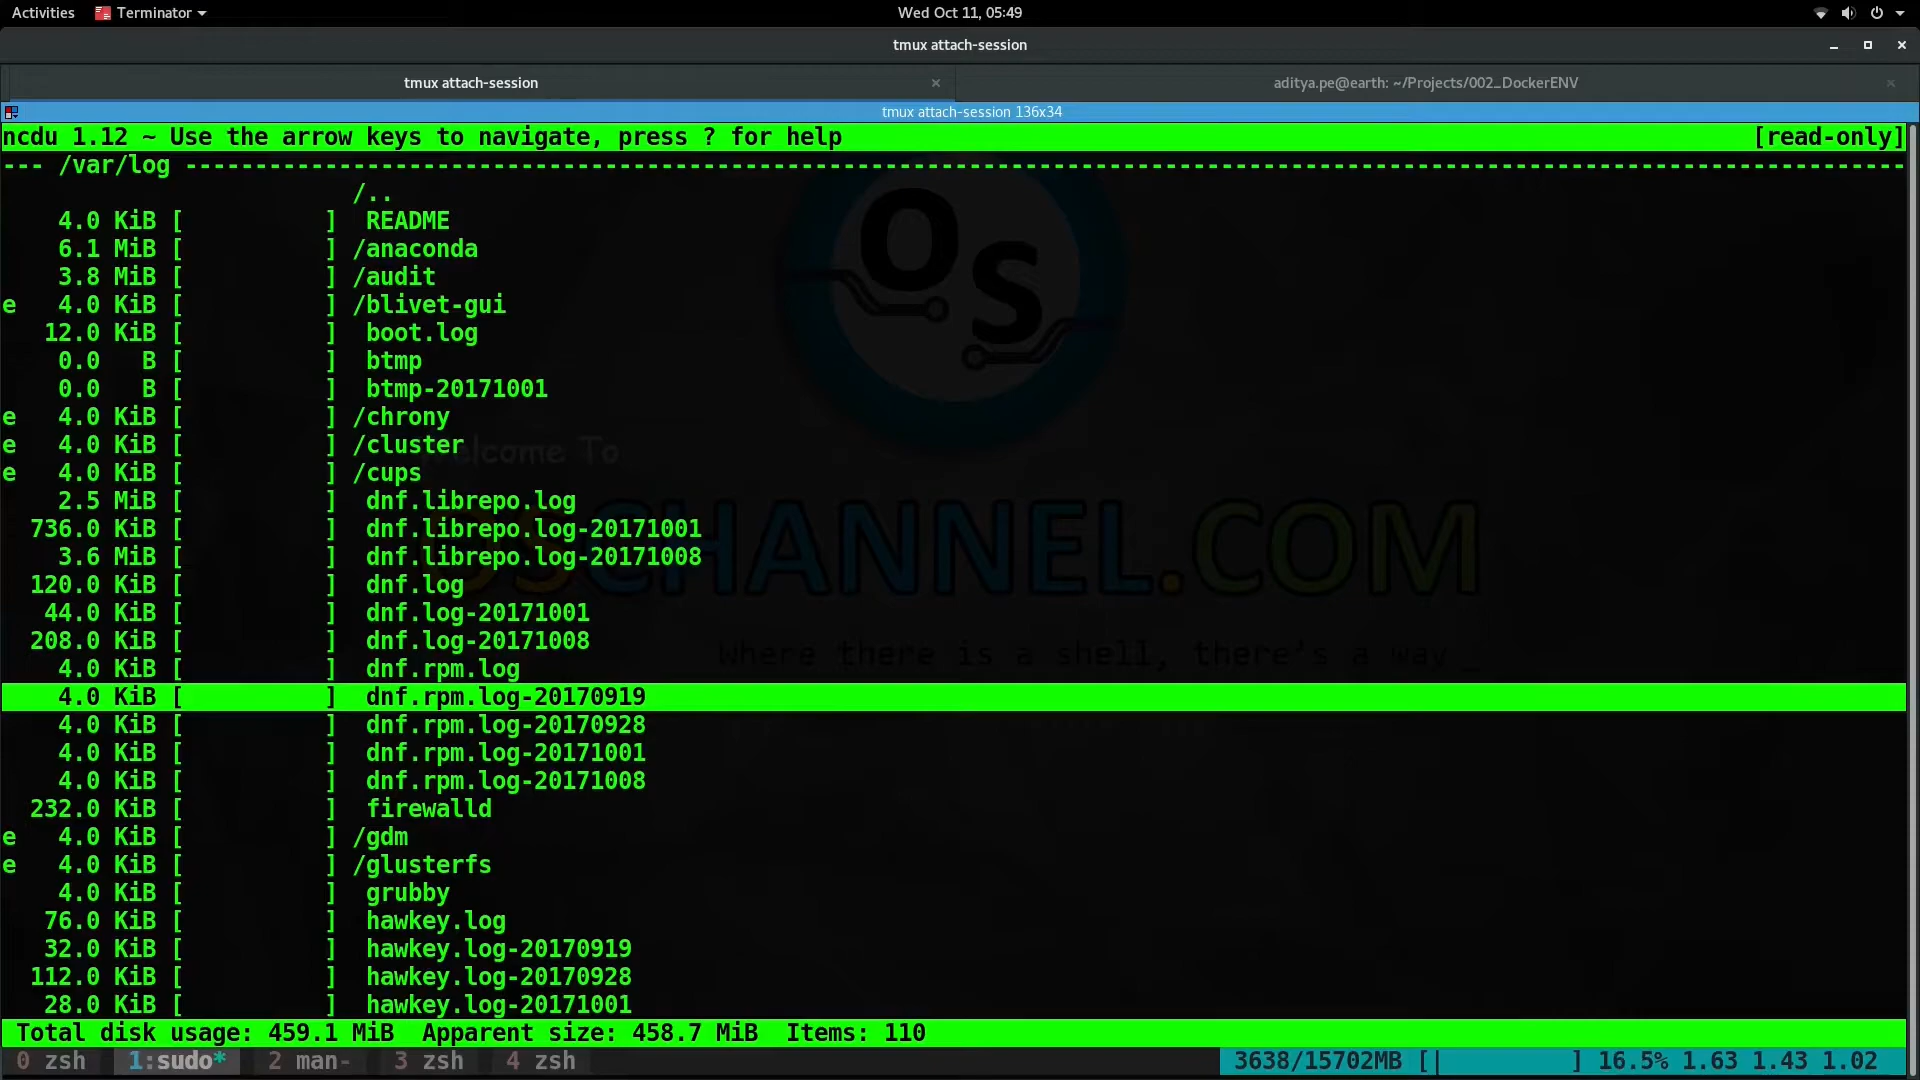 Activities Terminator Wed Oct 11, 05:49
tmux attach-session
tmux attach-session aditya.pe@earth: ~/Projects/002_DockerENV
tmux attach-session 136x34
ncdu 1.12 ~ Use the arrow keys to navigate, press ? for help [read-only]
--- /var/log ---------------------------------------------------------------------------------------------------------------------------
/..
4.0 KiB [ ] README
6.1 MiB [ ] /anaconda
3.8 MiB [ ] /audit
e 4.0 KiB [ ] /blivet-gui
12.0 KiB [ ] boot.log
0.0 B [ ] btmp
0.0 B [ ] btmp-20171001
e 4.0 KiB [ ] /chrony
e 4.0 KiB [ ] /cluster
e 4.0 KiB [ ] /cups
2.5 MiB [ ] dnf.librepo.log
736.0 KiB [ ] dnf.librepo.log-20171001
3.6 MiB [ ] dnf.librepo.log-20171008
120.0 KiB [ ] dnf.log
44.0 KiB [ ] dnf.log-20171001
208.0 KiB [ ] dnf.log-20171008
4.0 KiB [ ] dnf.rpm.log
4.0 KiB [ ] dnf.rpm.log-20170919
4.0 KiB [ ] dnf.rpm.log-20170928
4.0 KiB [ ] dnf.rpm.log-20171001
4.0 KiB [ ] dnf.rpm.log-20171008
232.0 KiB [ ] firewalld
e 4.0 KiB [ ] /gdm
e 4.0 KiB [ ] /glusterfs
4.0 KiB [ ] grubby
76.0 KiB [ ] hawkey.log
32.0 KiB [ ] hawkey.log-20170919
112.0 KiB [ ] hawkey.log-20170928
28.0 KiB [ ] hawkey.log-20171001
Total disk usage: 459.1 MiB Apparent size: 458.7 MiB Items: 110
0 zsh 1:sudo* 2 man- 3 zsh 4 zsh 3638/15702MB [| ] 16.5% 1.63 1.43 1.02
OS
Welcome To
OSCHANNEL.COM
Where there is a shell, there's a way_